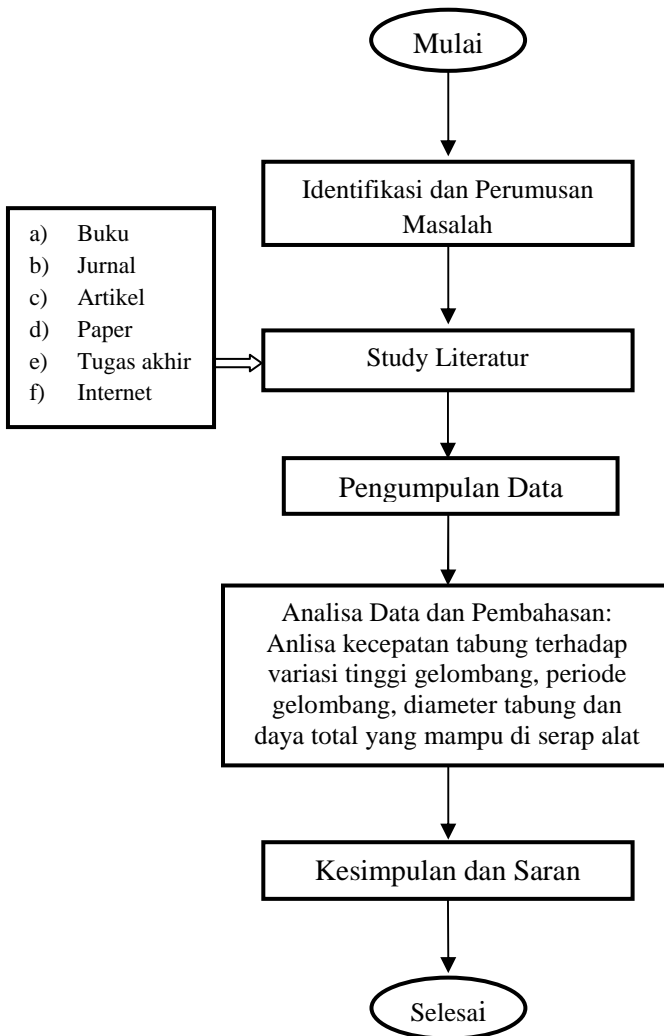 Mulai
Identifikasi dan Perumusan
Masalah
a) Buku
b) Jurnal
c) Artikel
d) Paper
e) Tugas akhir
f) Internet
Study Literatur
Pengumpulan Data
Analisa Data dan Pembahasan:
Anlisa kecepatan tabung terhadap
variasi tinggi gelombang, periode
gelombang, diameter tabung dan
daya total yang mampu di serap alat
Kesimpulan dan Saran
Selesai